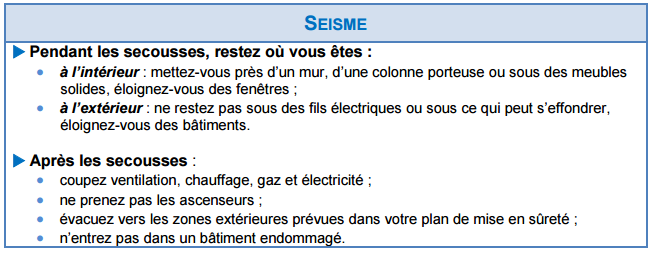 SEISME
Pendant les secousses, restez où vous êtes :
à l’intérieur : mettez-vous près d’un mur, d’une colonne porteuse ou sous des meubles
solides, éloignez-vous des fenêtres ;
à l’extérieur : ne restez pas sous des fils électriques ou sous ce qui peut s’effondrer,
éloignez-vous des bâtiments.
Après les secousses :
coupez ventilation, chauffage, gaz et électricité ;
ne prenez pas les ascenseurs ;
évacuez vers les zones extérieures prévues dans votre plan de mise en sûreté ;
n’entrez pas dans un bâtiment endommagé.